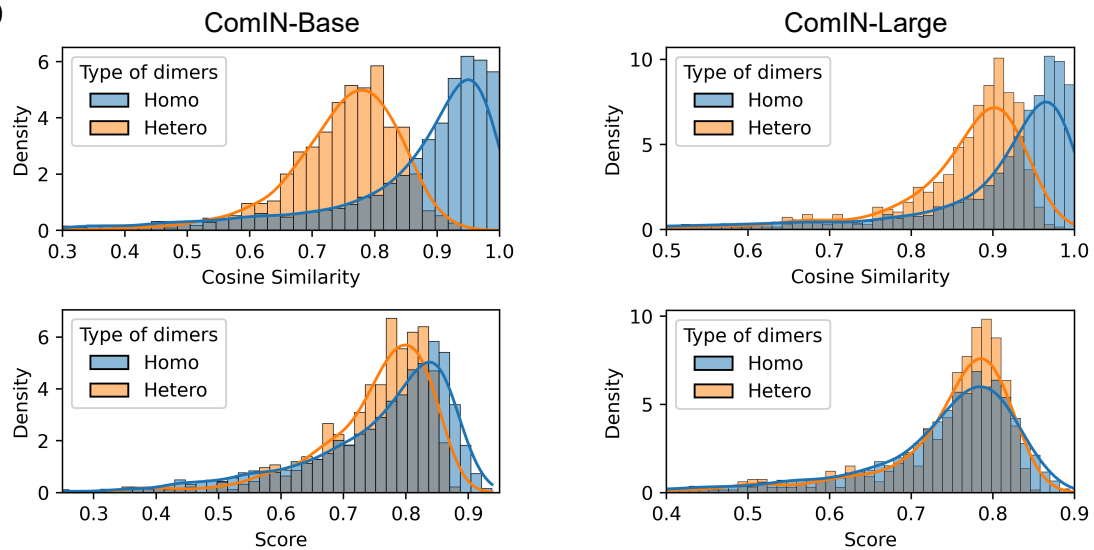 )
ComIN-Base
6
4
2
0
Density
Type of dimers
Homo
Hetero
0.3 0.4 0.5 0.6 0.7 0.8 0.9 1.0
Cosine Similarity
ComIN-Large
10
5
0
Density
Type of dimers
Homo
Hetero
0.5 0.6 0.7 0.8 0.9 1.0
Cosine Similarity
6
4
2
0
Density
Type of dimers
Homo
Hetero
0.3 0.4 0.5 0.6 0.7 0.8 0.9
Score
10
5
0
Density
Type of dimers
Homo
Hetero
0.4 0.5 0.6 0.7 0.8 0.9
Score